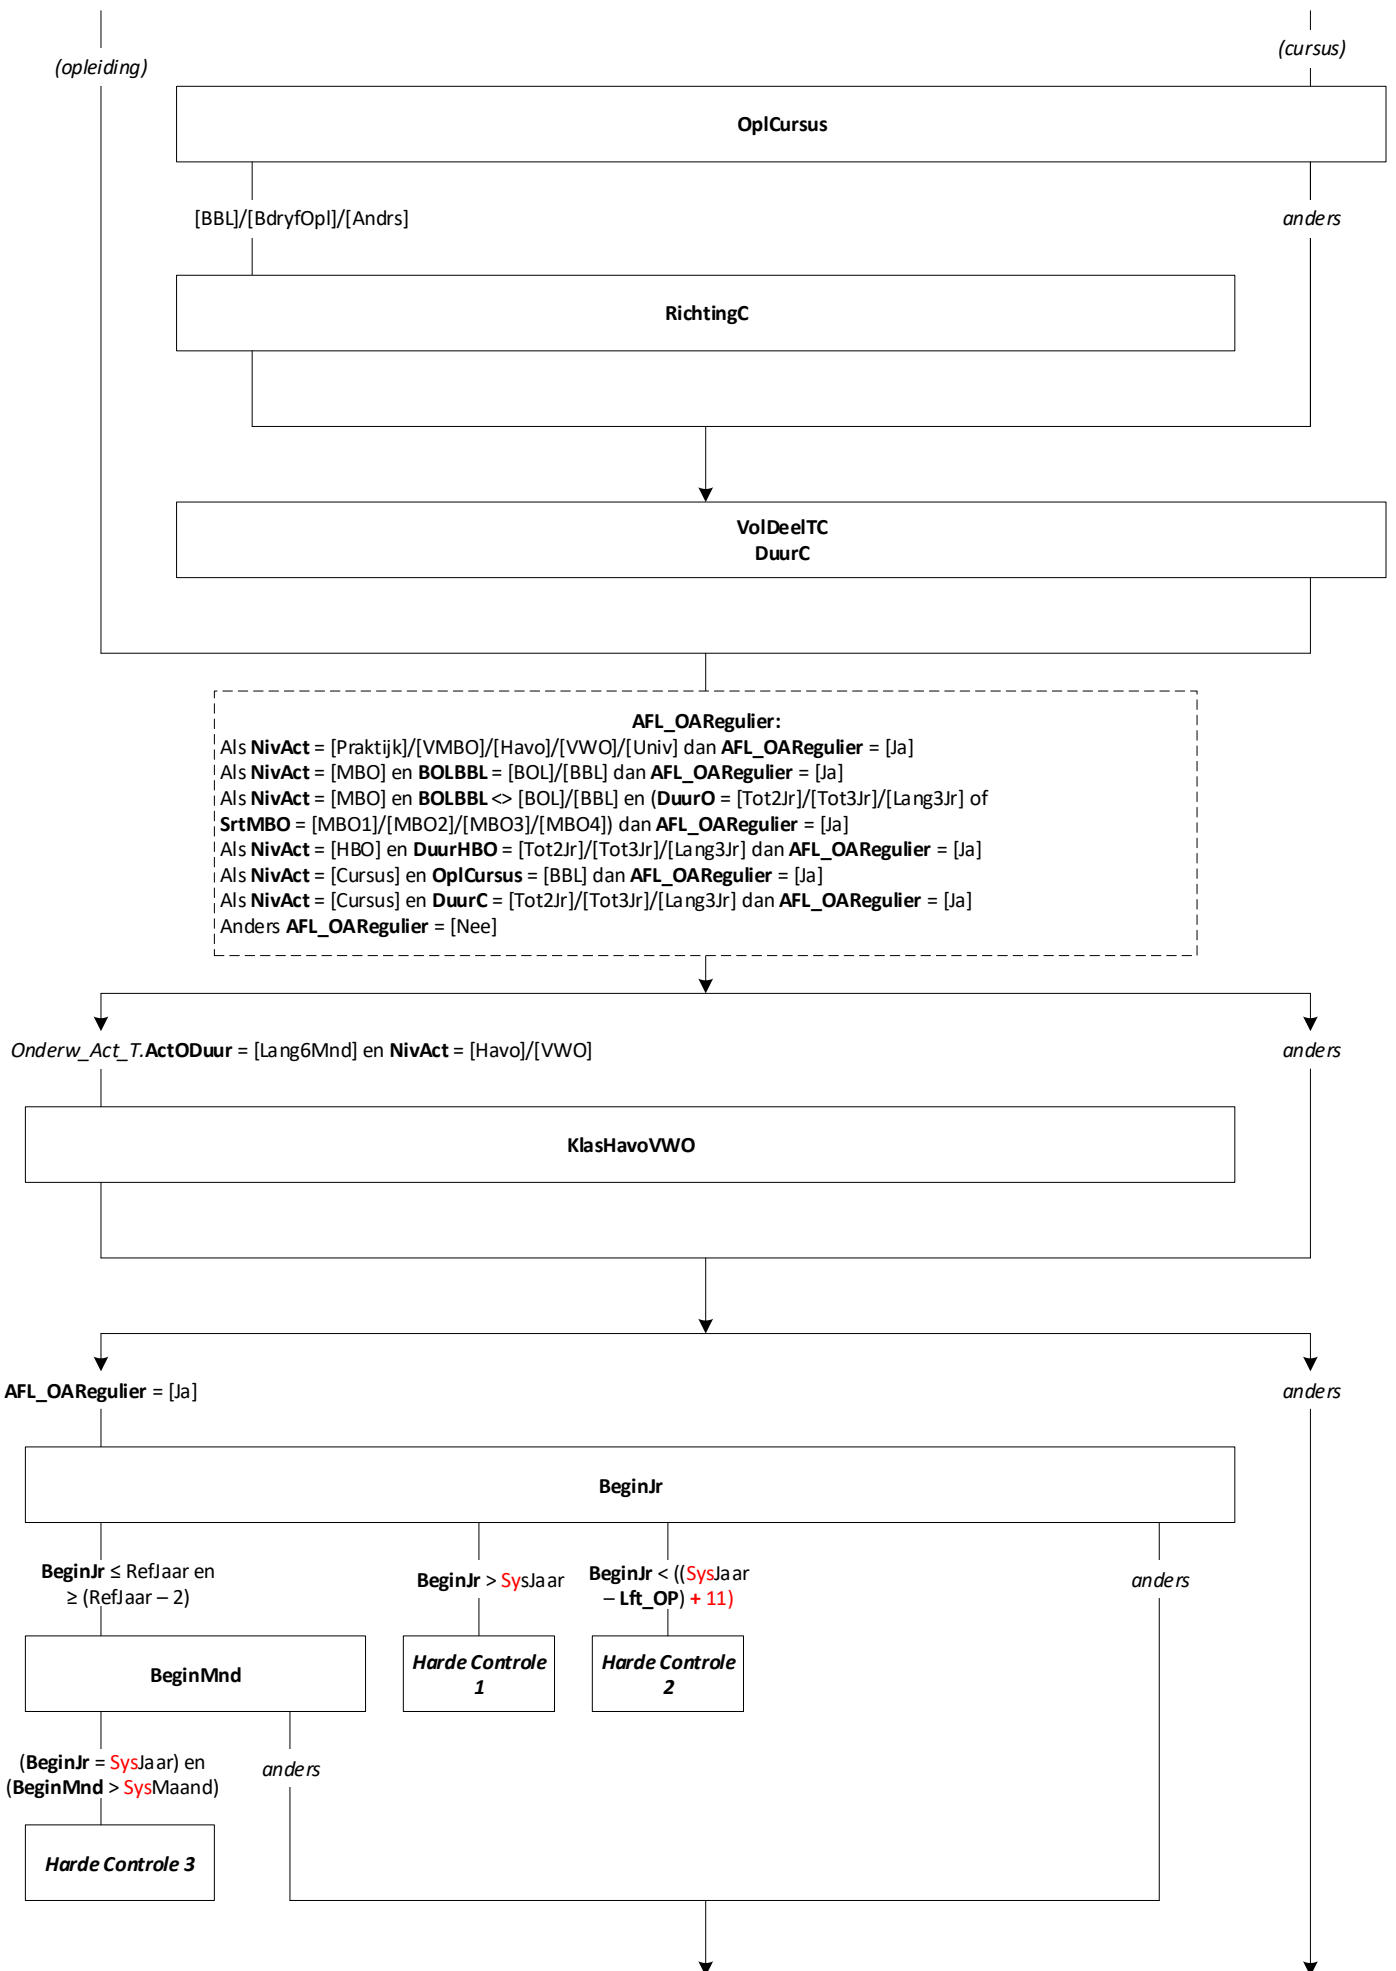 (opleiding)
(cursus)
OplCursus
[BBL]/[BdryfOpl]/[Andrs]
anders
RichtingC
VolDeelTC
DuurC
AFL_OARegulier:
Als NivAct = [Praktijk]/[VMBO]/[Havo]/[VWO]/[Univ] dan AFL_OARegulier = [Ja]
Als NivAct = [MBO] en BOLBBL = [BOL]/[BBL] dan AFL_OARegulier = [Ja]
Als NivAct = [MBO] en BOLBBL <> [BOL]/[BBL] en (DuurO = [Tot2Jr]/[Tot3Jr]/[Lang3Jr] of
SrtMBO = [MBO1]/[MBO2]/[MBO3]/[MBO4]) dan AFL_OARegulier = [Ja]
Als NivAct = [HBO] en DuurHBO = [Tot2Jr]/[Tot3Jr]/[Lang3Jr] dan AFL_OARegulier = [Ja]
Als NivAct = [Cursus] en OplCursus = [BBL] dan AFL_OARegulier = [Ja]
Als NivAct = [Cursus] en DuurC = [Tot2Jr]/[Tot3Jr]/[Lang3Jr] dan AFL_OARegulier = [Ja]
Anders AFL_OARegulier = [Nee]
Onderw_Act_T.ActODuur = [Lang6Mnd] en NivAct = [Havo]/[VWO]
anders
KlasHavoVWO
AFL_OARegulier = [Ja]
anders
BeginJr
BeginJr ≤ RefJaar en
≥ (RefJaar – 2)
BeginJr > SysJaar
BeginJr < ((SysJaar
– Lft_OP) + 11)
anders
BeginMnd
Harde Controle
1
Harde Controle
2
(BeginJr = SysJaar) en
(BeginMnd > SysMaand)
anders
Harde Controle 3